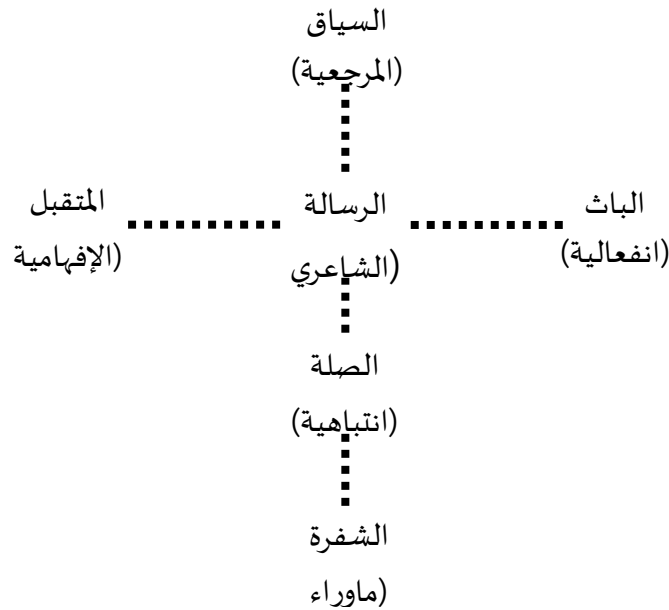 السياق
(المرجعية)
الباث
(انفعالية)
الرسالة
(الشاعري
المتقبل
(الإفهامية
الصلة
(انتباهية)
الشفرة
(ماوراء